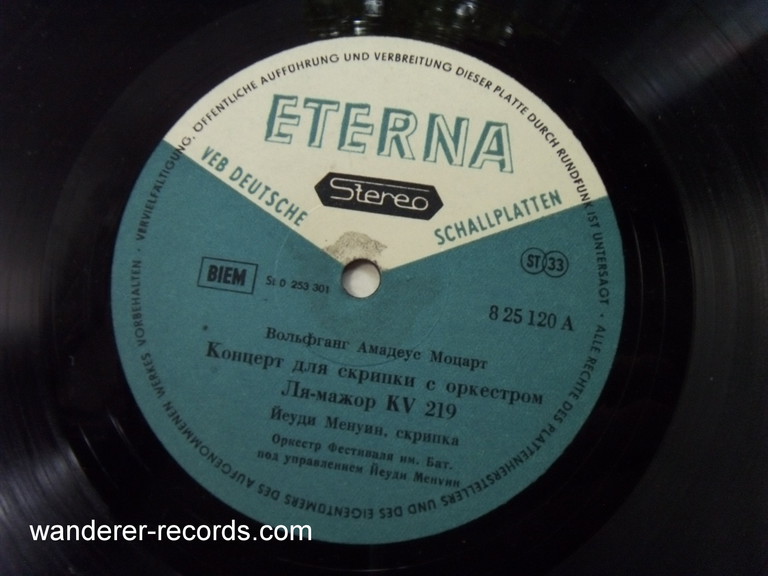 VERVIELFÄLTIGUNG, ÖFFENTLICHE AUFFÜHRUNG UND VERBREITUNG DIESER PLATTE DURCH RUNDFUNK IST UNTERSAGT · ALLE RECHTE DES PLATTENHERSTELLERS UND DES EIGENTÜMERS DES AUFGENOMMENEN WERKES VORBEHALTEN ·
ETERNA
Stereo
VEB DEUTSCHE SCHALLPLATTEN
ST 33
BIEM St 0 253 301
8 25 120 A
Вольфганг Амадеус Моцарт
Концерт для скрипки с оркестром
Ля-мажор KV 219
Йеуди Менуин, скрипка
Оркестр Фестиваля им. Бат.
под управлением Йеуди Менуин
wanderer-records.com